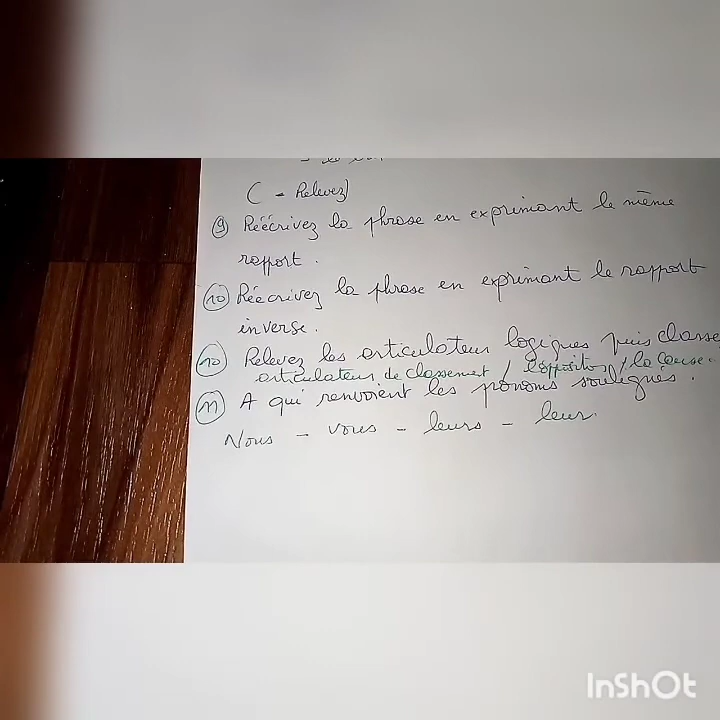 ( - Relevez)
9 Réécrivez la phrase en exprimant le même
rapport.
10 Réécrivez la phrase en exprimant le rapport
inverse.
10 Relevez les articulateurs logiques puis classe
articulateurs de classement / l'opposition / la cause.
11 A qui renvoient les pronoms soulignés.
Nous - vous - leurs - leur.
InShOt